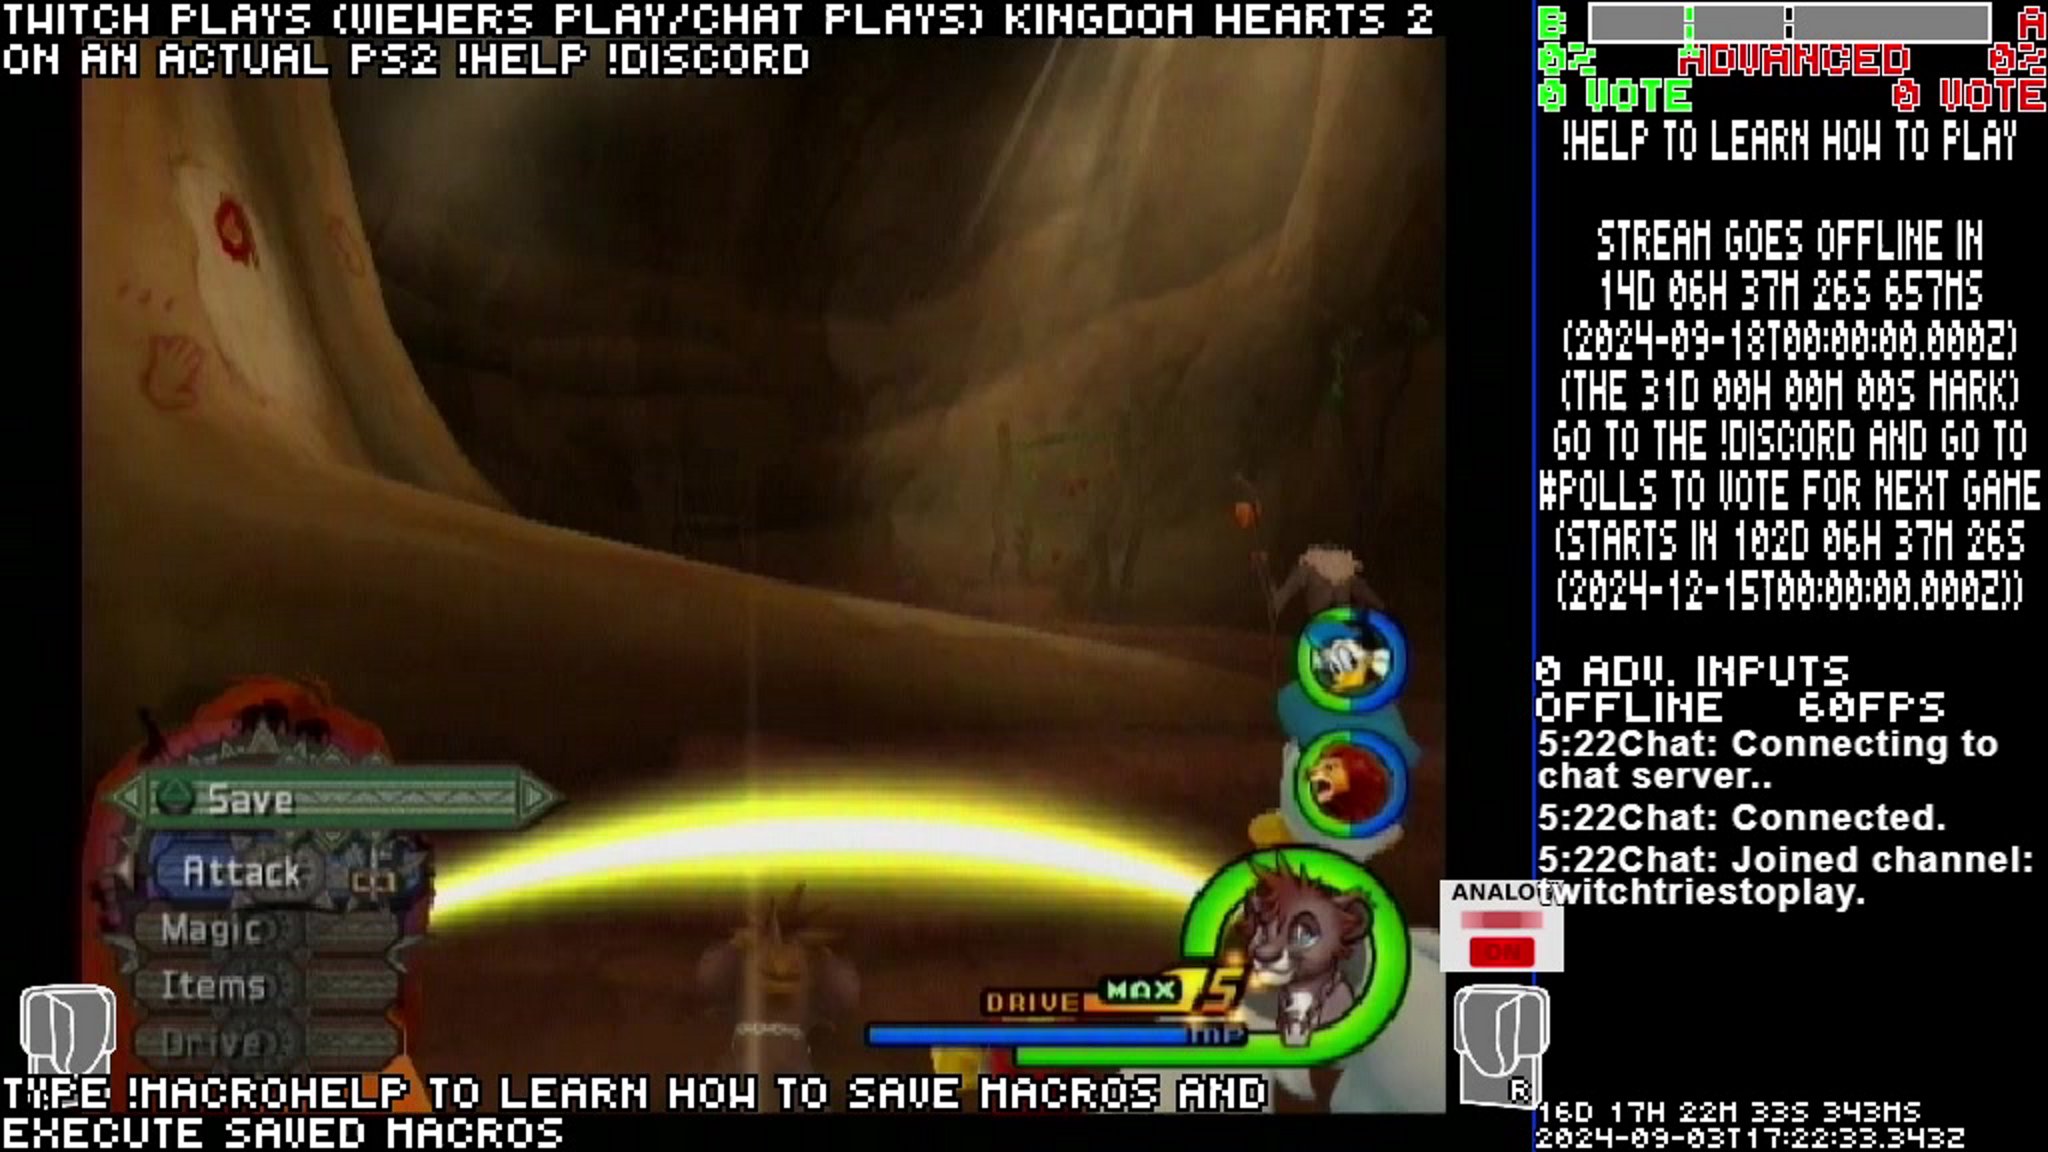 TWITCH PLAYS (VIEWERS PLAY/CHAT PLAYS) KINGDOM HEARTS 2
ON AN ACTUAL PS2 !HELP !DISCORD
B
A
0%
ADVANCED
0%
0 VOTE
0 VOTE
!HELP TO LEARN HOW TO PLAY
STREAM GOES OFFLINE IN
14D 06H 37M 26S 657MS
(2024-09-18T00:00:00.000Z)
(THE 31D 00H 00M 00S MARK)
GO TO THE !DISCORD AND GO TO
#POLLS TO VOTE FOR NEXT GAME
(STARTS IN 102D 06H 37M 26S
(2024-12-15T00:00:00.000Z))
0 ADV. INPUTS
OFFLINE 60FPS
5:22Chat: Connecting to
chat server..
5:22Chat: Connected.
5:22Chat: Joined channel:
twitchtriestoplay.
Save
Attack
Magic
Items
Drive
DRIVE MAX 5
MP
ANALOG
ON
R
TYPE !MACROHELP TO LEARN HOW TO SAVE MACROS AND
EXECUTE SAVED MACROS
16D 17H 22M 33S 343MS
2024-09-03T17:22:33.343Z